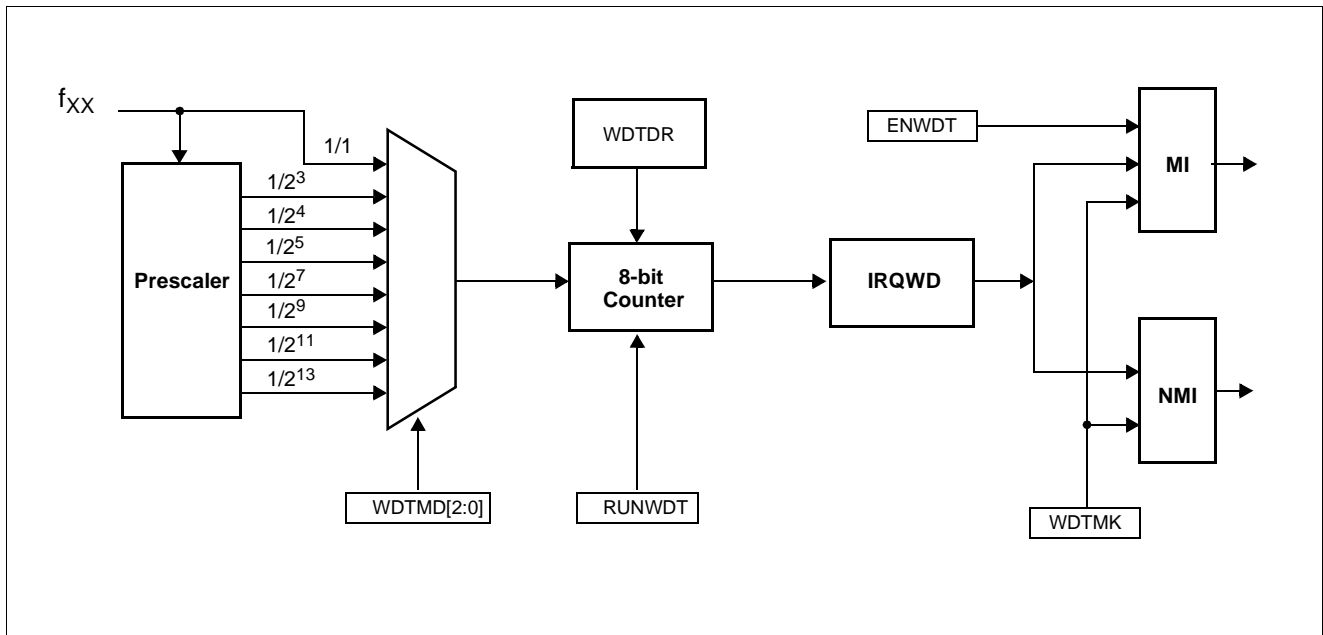 fXX
1/1
1/2³
1/2⁴
1/2⁵
1/2⁷
1/2⁹
1/2¹¹
1/2¹³
Prescaler
WDTMD[2:0]
WDTDR
8-bit
Counter
RUNWDT
IRQWD
ENWDT
MI
NMI
WDTMK